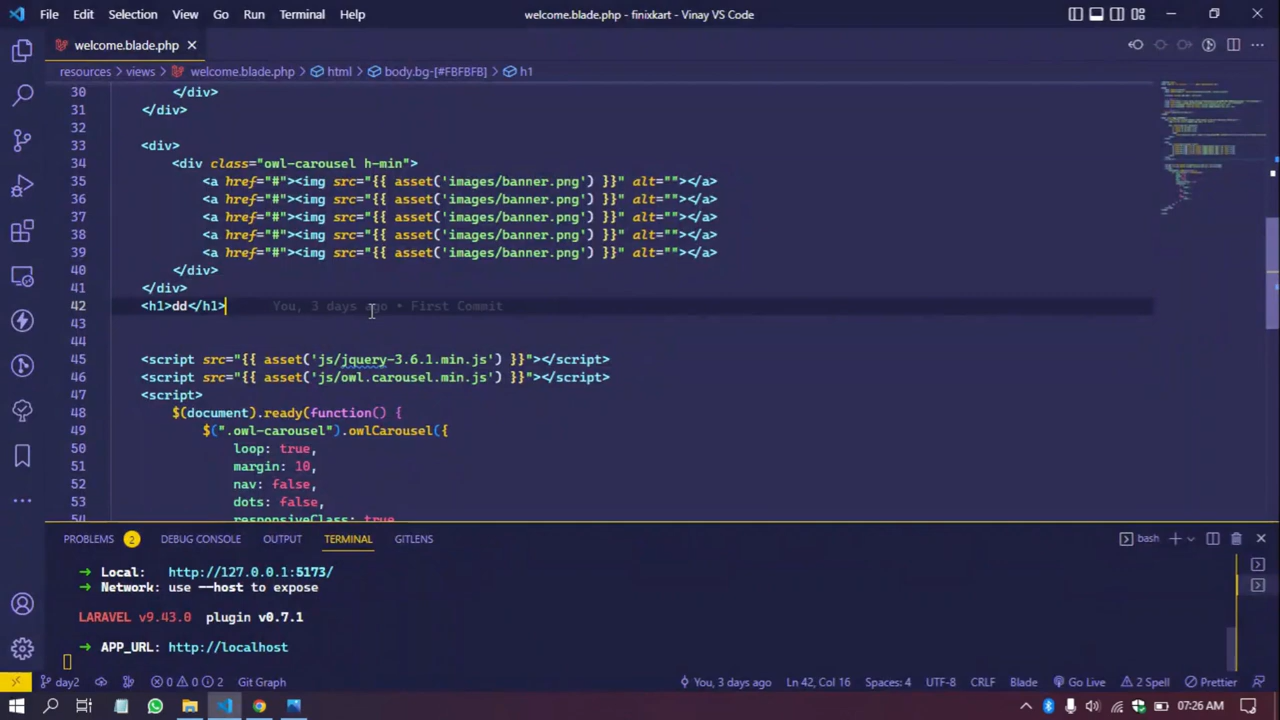 File Edit Selection View Go Run Terminal Help welcome.blade.php - finixkart - Vinay VS Code
welcome.blade.php
resources > views > welcome.blade.php > html > body.bg-[#FBFBFB] > h1
30 </div>
31 </div>
32
33 <div>
34 <div class="owl-carousel h-min">
35 <a href="#"><img src="{{ asset('images/banner.png') }}" alt=""></a>
36 <a href="#"><img src="{{ asset('images/banner.png') }}" alt=""></a>
37 <a href="#"><img src="{{ asset('images/banner.png') }}" alt=""></a>
38 <a href="#"><img src="{{ asset('images/banner.png') }}" alt=""></a>
39 <a href="#"><img src="{{ asset('images/banner.png') }}" alt=""></a>
40 </div>
41 </div>
42 <h1>dd</h1> You, 3 days ago • First Commit
43
44
45 <script src="{{ asset('js/jquery-3.6.1.min.js') }}"></script>
46 <script src="{{ asset('js/owl.carousel.min.js') }}"></script>
47 <script>
48 $(document).ready(function() {
49 $(".owl-carousel").owlCarousel({
50 loop: true,
51 margin: 10,
52 nav: false,
53 dots: false,
54 responsiveClass: true
PROBLEMS 2 DEBUG CONSOLE OUTPUT TERMINAL GITLENS bash
➜ Local: http://127.0.0.1:5173/
➜ Network: use --host to expose
LARAVEL v9.43.0 plugin v0.7.1
➜ APP_URL: http://localhost
day2 0 0 2 Git Graph You, 3 days ago Ln 42, Col 16 Spaces: 4 UTF-8 CRLF Blade Go Live 2 Spell Prettier
07:26 AM